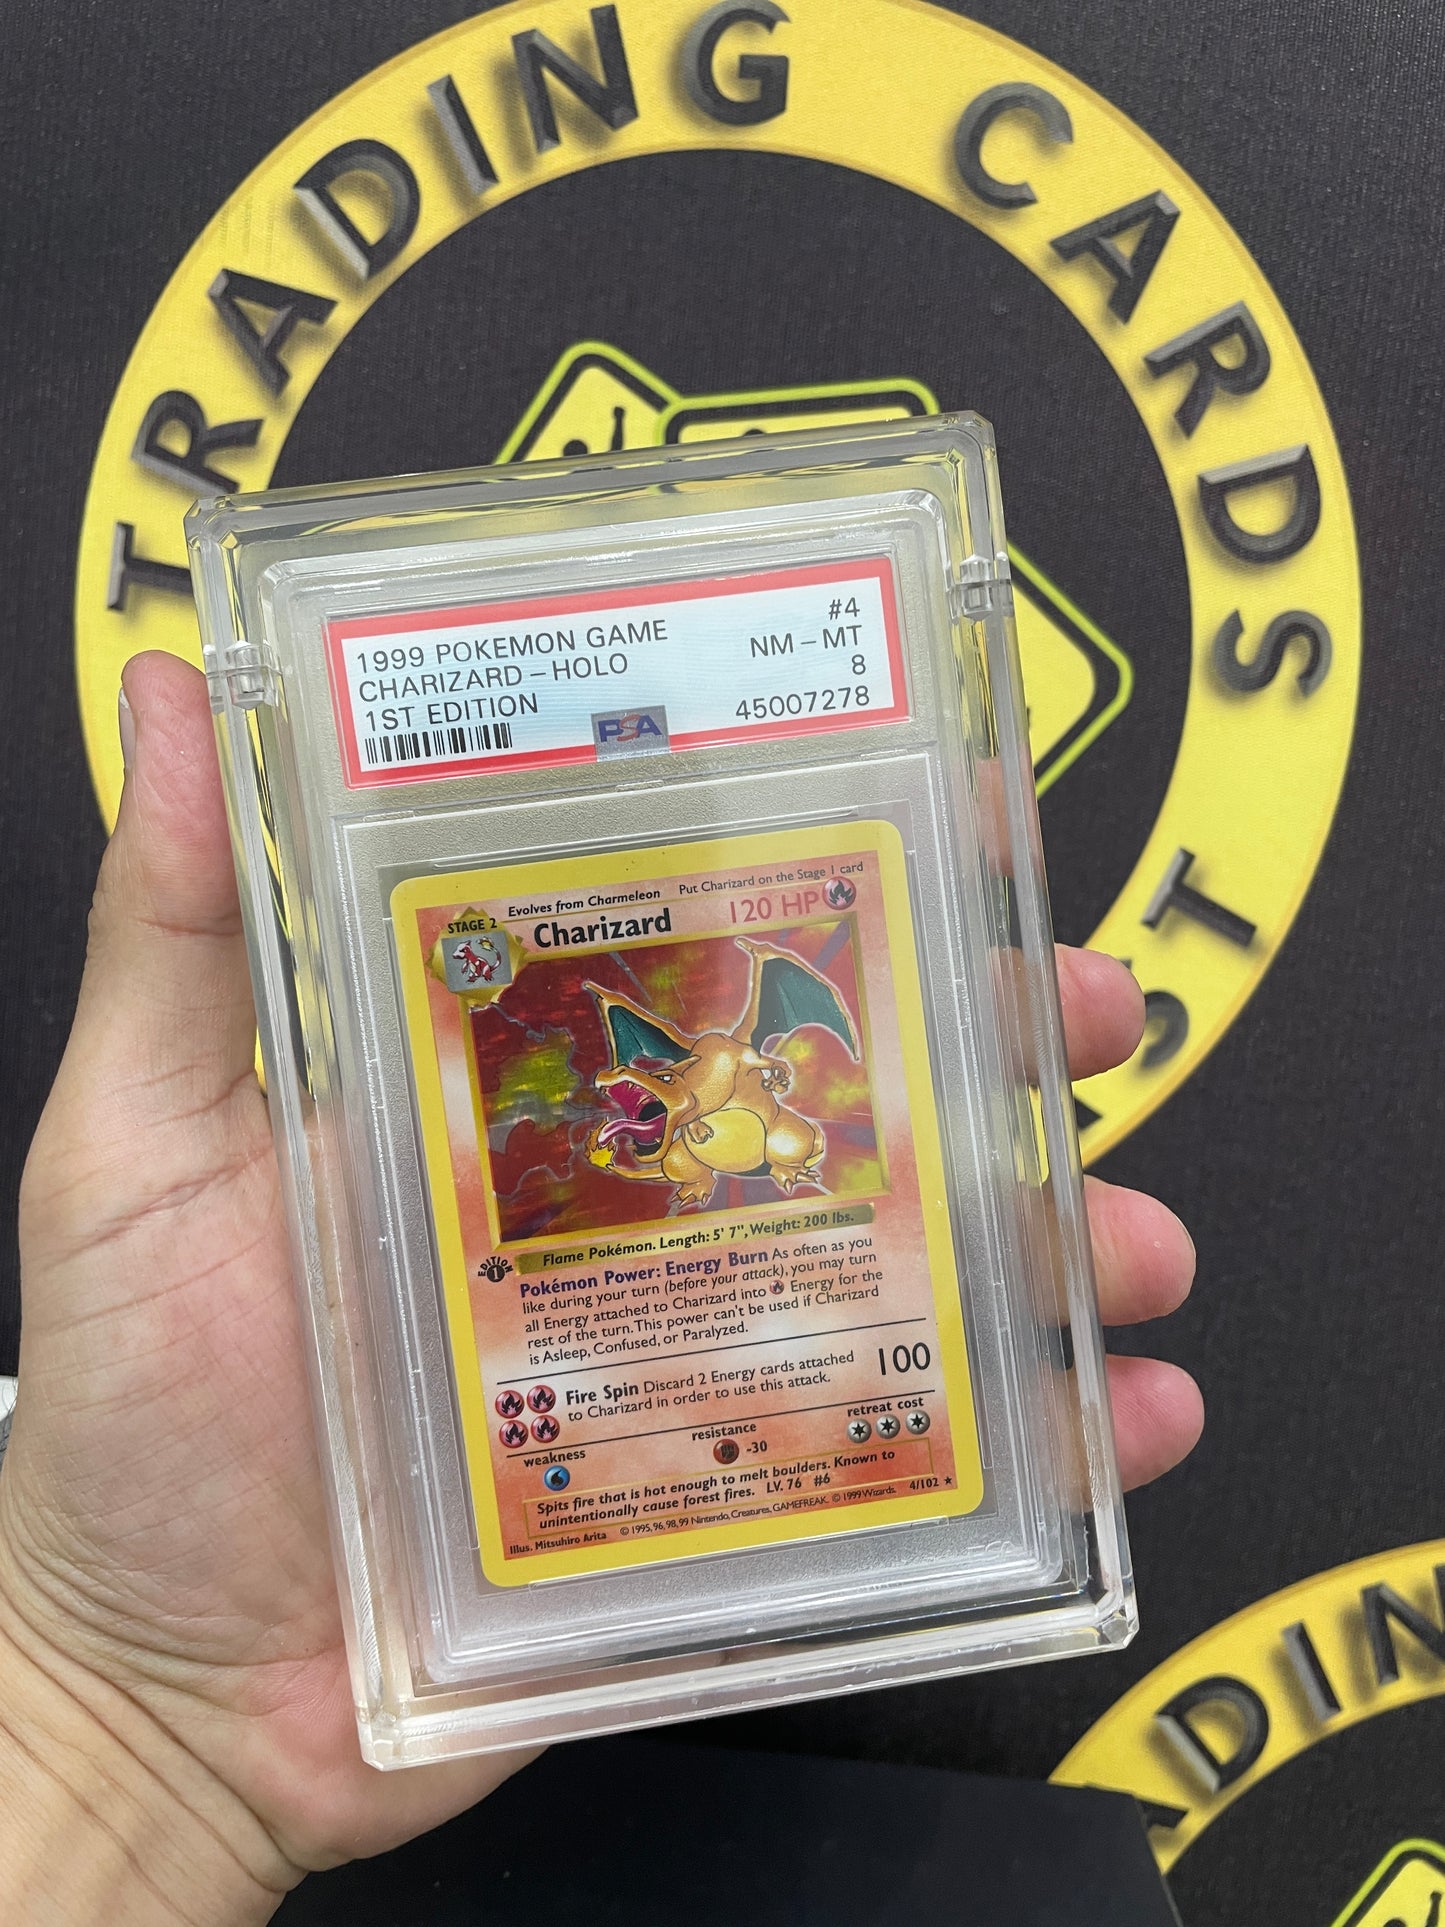 TRADING CARDS
IST
1999 POKEMON GAME
#4
CHARIZARD - HOLO
NM - MT
1ST EDITION
8
PSA
45007278
Evolves from Charmeleon
Put Charizard on the Stage 1 card
STAGE 2
Charizard
120 HP
Flame Pokémon. Length: 5' 7", Weight: 200 lbs.
EDITION
1
Pokémon Power: Energy Burn As often as you
like during your turn (before your attack), you may turn
all Energy attached to Charizard into Energy for the
rest of the turn. This power can't be used if Charizard
is Asleep, Confused, or Paralyzed.
Fire Spin Discard 2 Energy cards attached
to Charizard in order to use this attack.
100
weakness
resistance
-30
retreat cost
Spits fire that is hot enough to melt boulders. Known to
unintentionally cause forest fires. LV. 76 #6
Illus. Mitsuhiro Arita
© 1995, 96, 98, 99 Nintendo, Creatures, GAMEFREAK. © 1999 Wizards.
4/102 ★
ADIN